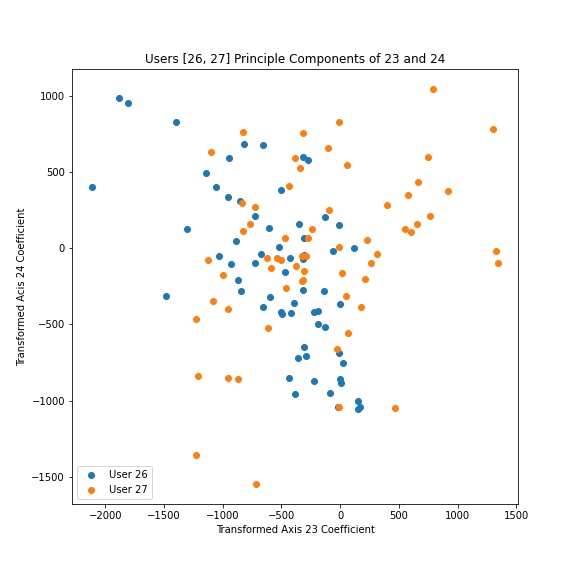 Users [26, 27] Principle Components of 23 and 24
Transformed Acis 24 Coefficient
1000
500
0
−500
−1000
−1500
User 26
User 27
−2000 −1500 −1000 −500 0 500 1000 1500
Transformed Axis 23 Coefficient